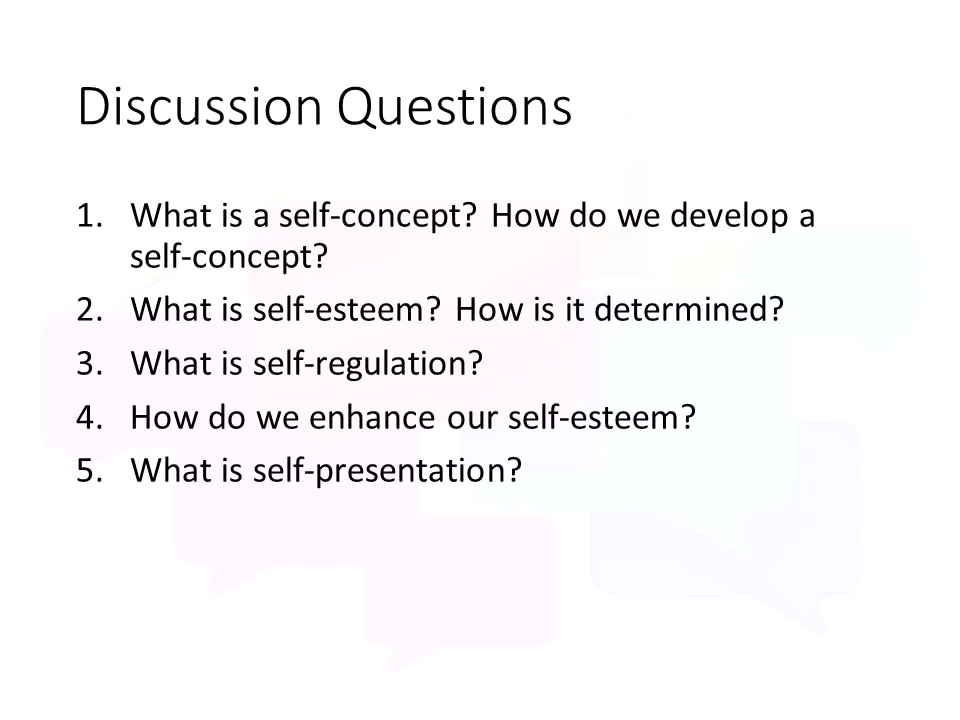 Discussion Questions
1. What is a self-concept? How do we develop a
self-concept?
2. What is self-esteem? How is it determined?
3. What is self-regulation?
4. How do we enhance our self-esteem?
5. What is self-presentation?